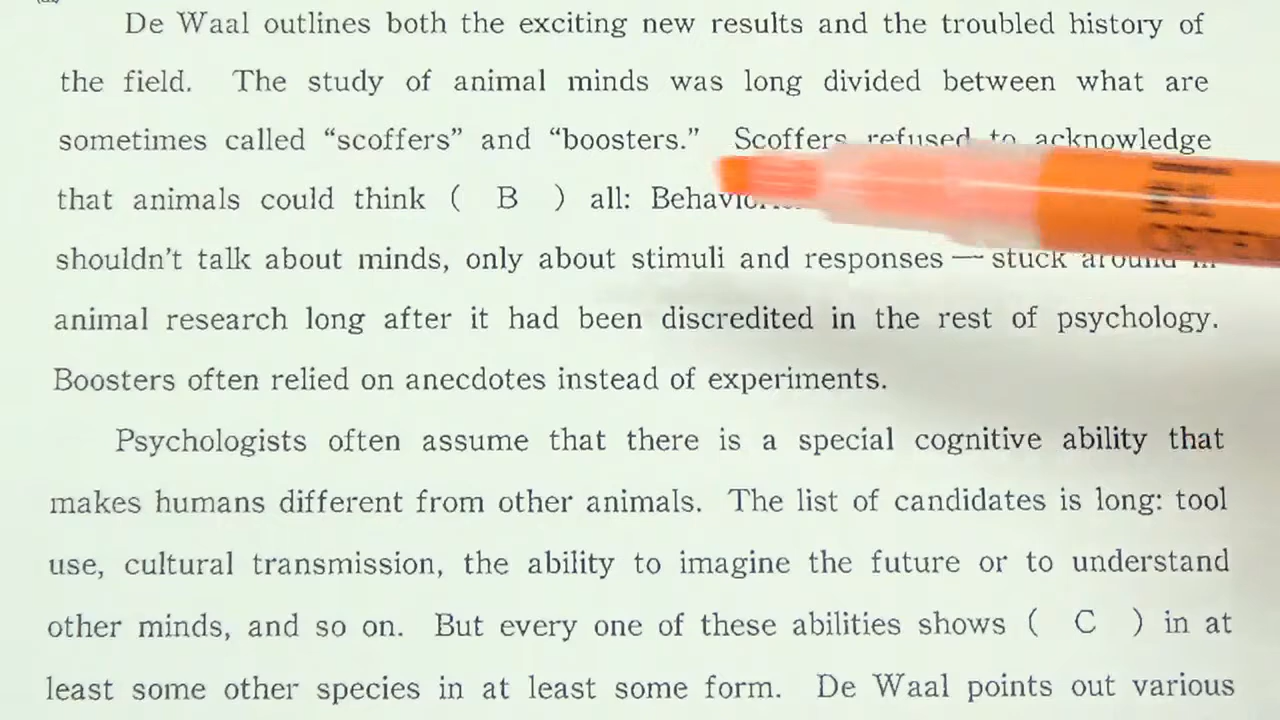 De Waal outlines both the exciting new results and the troubled history of
the field. The study of animal minds was long divided between what are
sometimes called “scoffers” and “boosters.” Scoffers refused to acknowledge
that animals could think ( B ) all:
shouldn't talk about minds, only about stimuli and responses — stuck around in
animal research long after it had been discredited in the rest of psychology.
Boosters often relied on anecdotes instead of experiments.
Psychologists often assume that there is a special cognitive ability that
makes humans different from other animals. The list of candidates is long: tool
use, cultural transmission, the ability to imagine the future or to understand
other minds, and so on. But every one of these abilities shows ( C ) in at
least some other species in at least some form. De Waal points out various